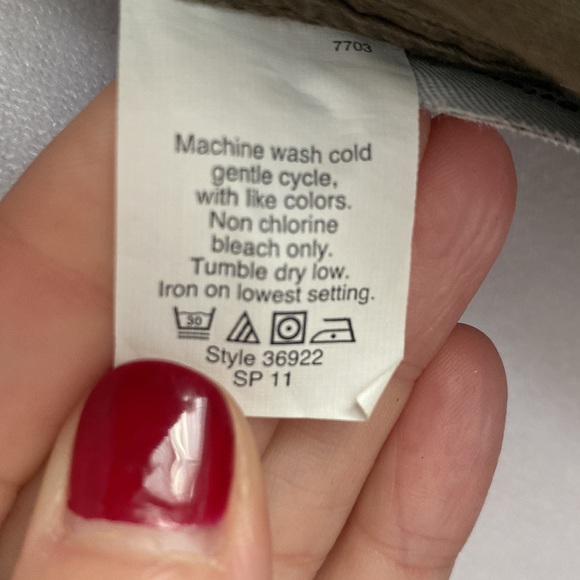 7703
Machine wash cold
gentle cycle,
with like colors.
Non chlorine
bleach only.
Tumble dry low.
Iron on lowest setting.
30
Style 36922
SP 11